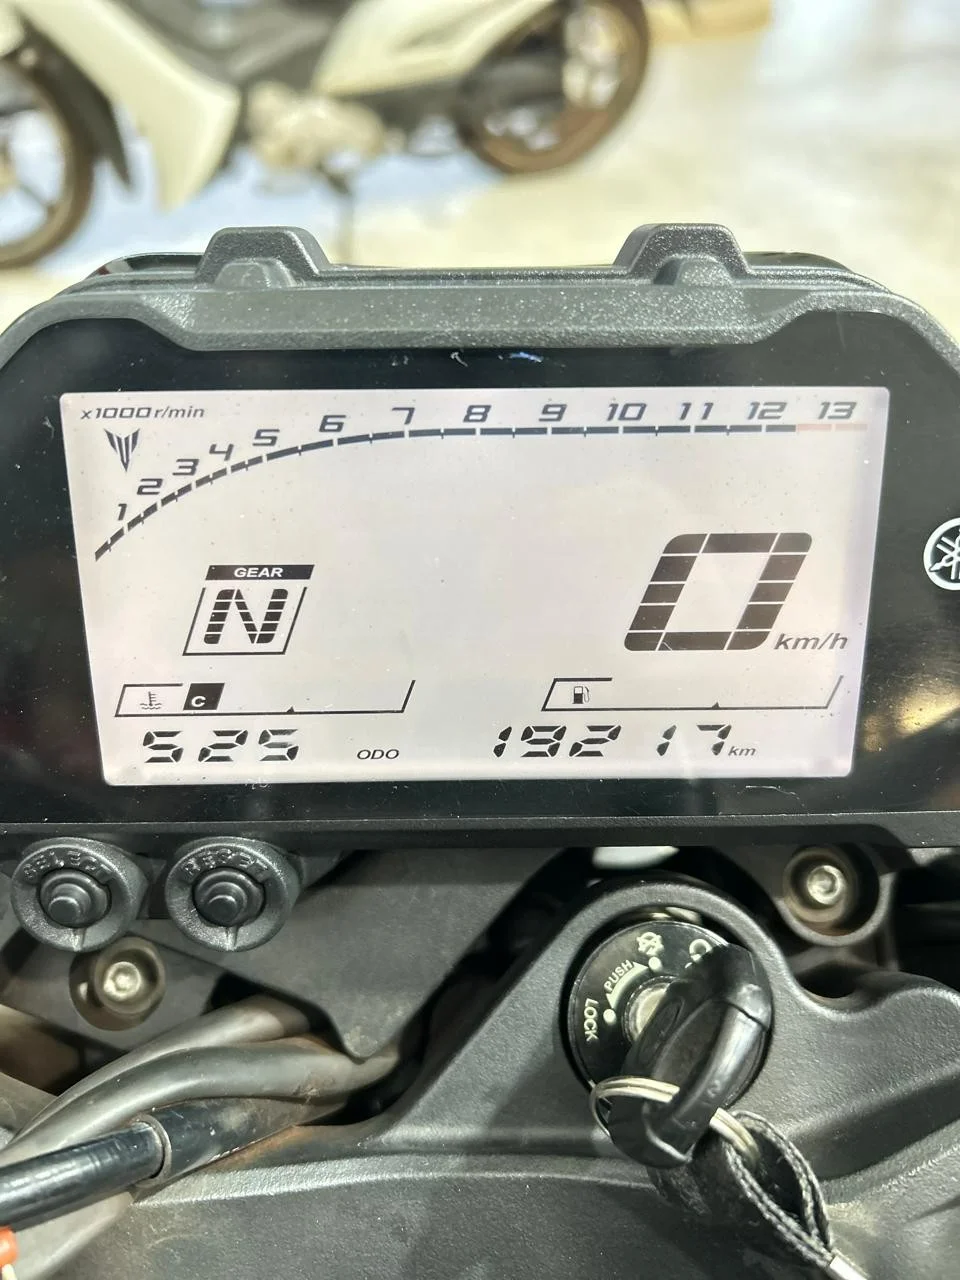 x1000 r/min
1 2 3 4 5 6 7 8 9 10 11 12 13
GEAR
N
0 km/h
C
525 ODO 19217 km
SELECT RESET
PUSH
LOCK